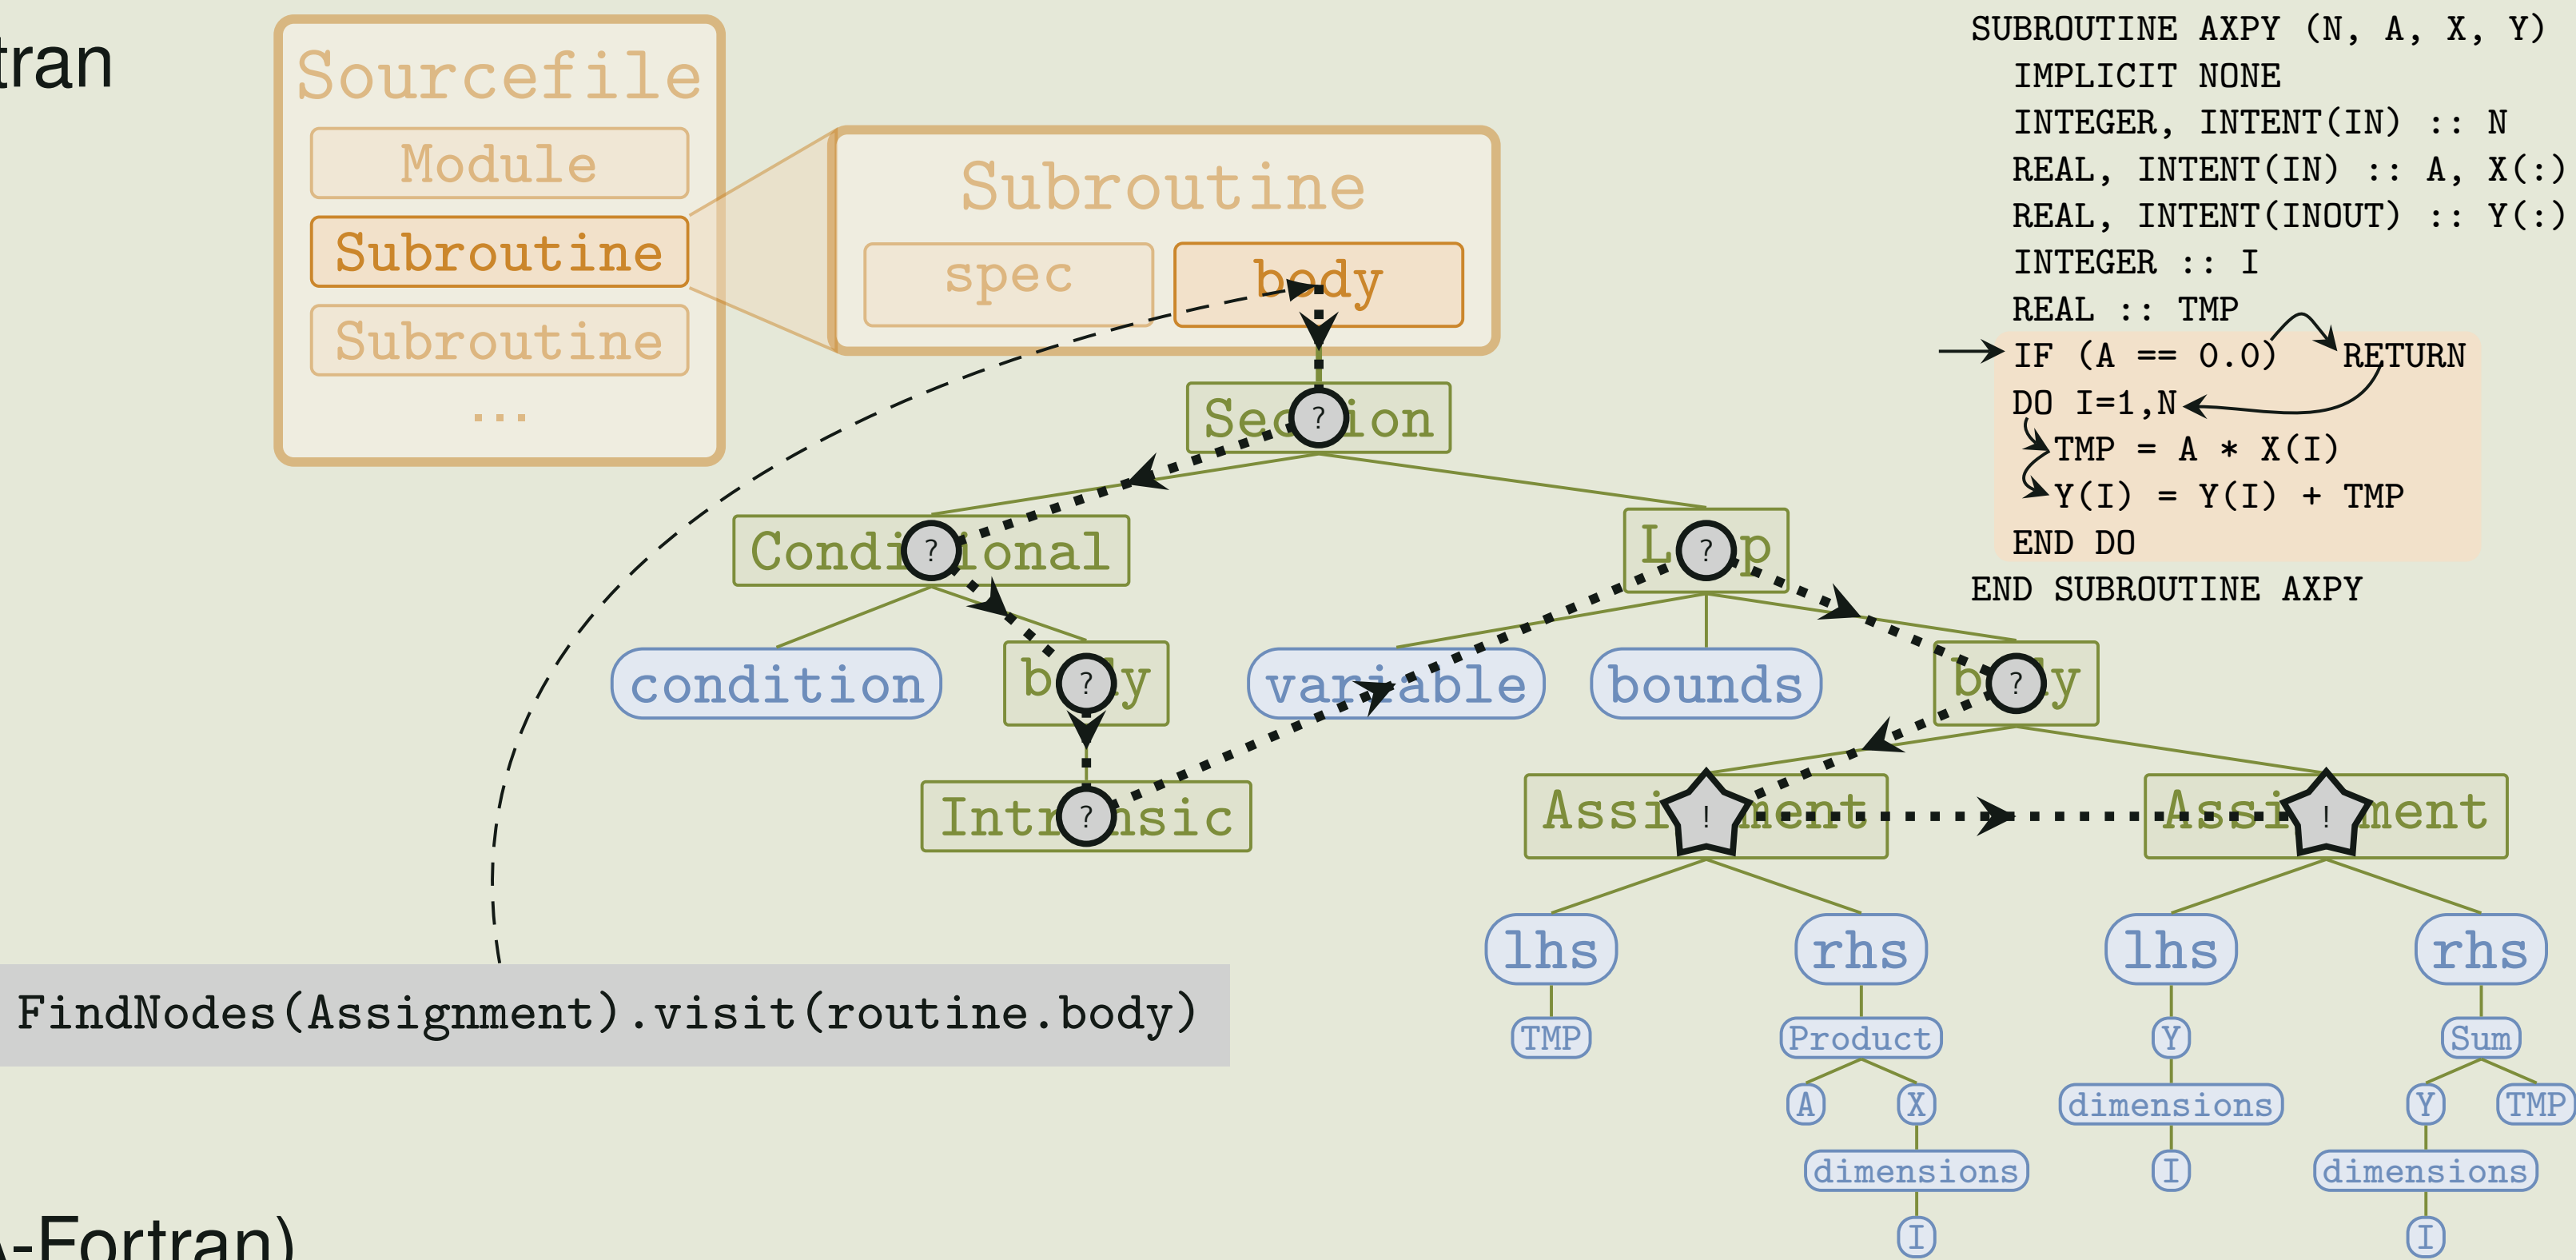 tran
Sourcefile
Module
Subroutine
Subroutine
...
Subroutine
spec
body
Section
?
Conditional
?
Loop
?
condition
body
?
variable
bounds
body
?
Intrinsic
?
Assignment
!
Assignment
!
lhs
rhs
lhs
rhs
TMP
Product
Y
Sum
A
X
dimensions
Y
TMP
dimensions
I
dimensions
I
I
FindNodes(Assignment).visit(routine.body)
A-Fortran)
SUBROUTINE AXPY (N, A, X, Y)
IMPLICIT NONE
INTEGER, INTENT(IN) :: N
REAL, INTENT(IN) :: A, X(:)
REAL, INTENT(INOUT) :: Y(:)
INTEGER :: I
REAL :: TMP
IF (A == 0.0) RETURN
DO I=1,N
TMP = A * X(I)
Y(I) = Y(I) + TMP
END DO
END SUBROUTINE AXPY